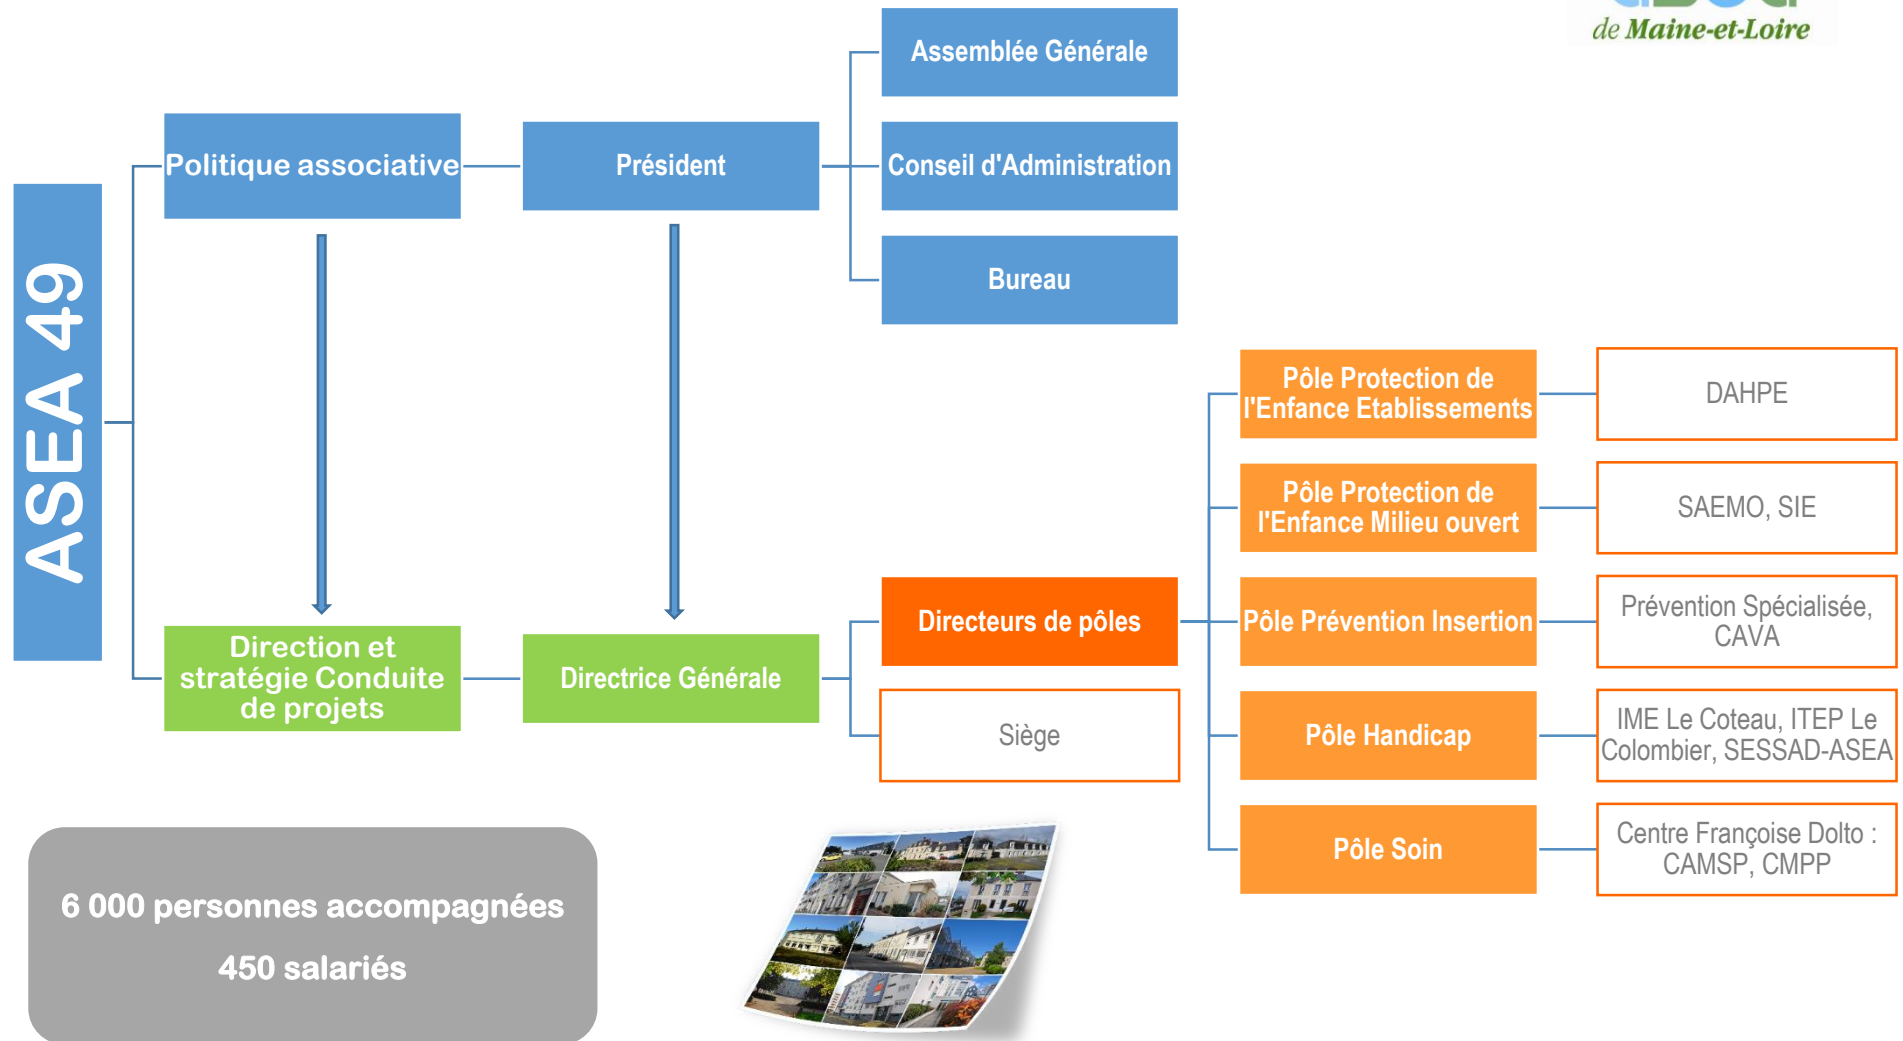 de Maine-et-Loire
ASEA 49
Politique associative
Président
Assemblée Générale
Conseil d'Administration
Bureau
Direction et
stratégie Conduite
de projets
Directrice Générale
Directeurs de pôles
Siège
Pôle Protection de
l'Enfance Etablissements
DAHPE
Pôle Protection de
l'Enfance Milieu ouvert
SAEMO, SIE
Pôle Prévention Insertion
Prévention Spécialisée,
CAVA
Pôle Handicap
IME Le Coteau, ITEP Le
Colombier, SESSAD-ASEA
Pôle Soin
Centre Françoise Dolto :
CAMSP, CMPP
6 000 personnes accompagnées
450 salariés